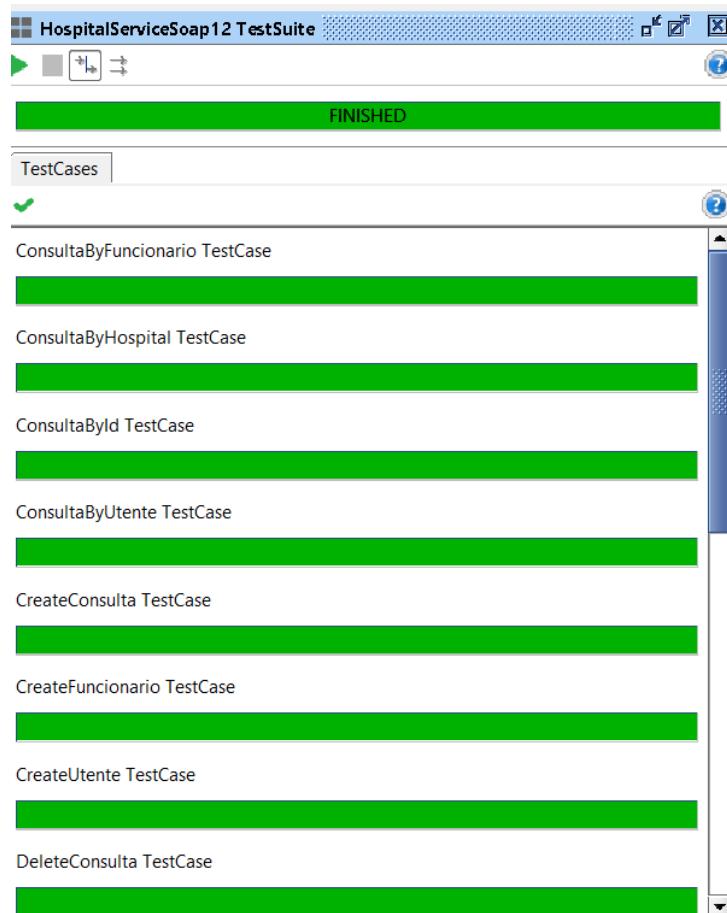 HospitalServiceSoap12 TestSuite
FINISHED
TestCases
ConsultaByFuncionario TestCase
ConsultaByHospital TestCase
ConsultaById TestCase
ConsultaByUtente TestCase
CreateConsulta TestCase
CreateFuncionario TestCase
CreateUtente TestCase
DeleteConsulta TestCase